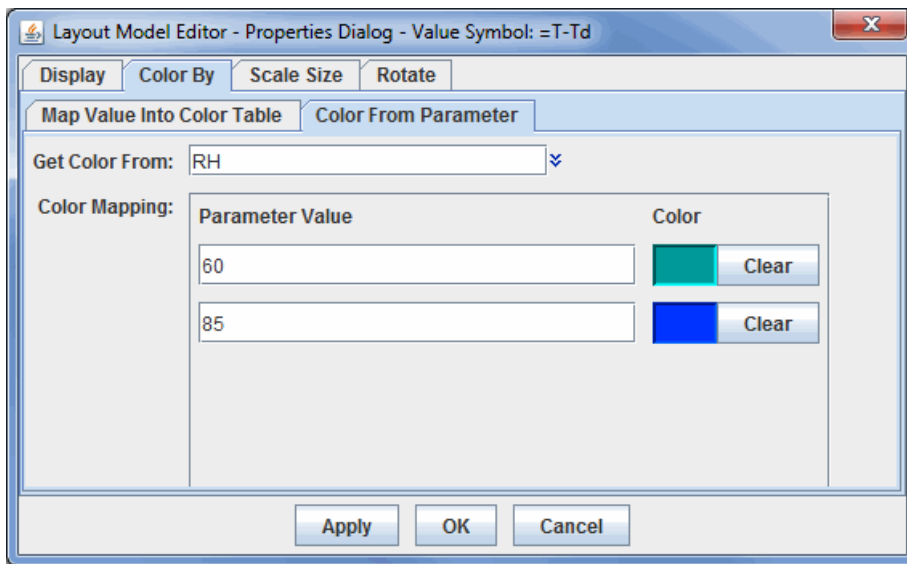 Layout Model Editor - Properties Dialog - Value Symbol: =T-Td
Display Color By Scale Size Rotate
Map Value Into Color Table Color From Parameter
Get Color From: RH
Color Mapping: Parameter Value Color
60 Clear
85 Clear
Apply OK Cancel